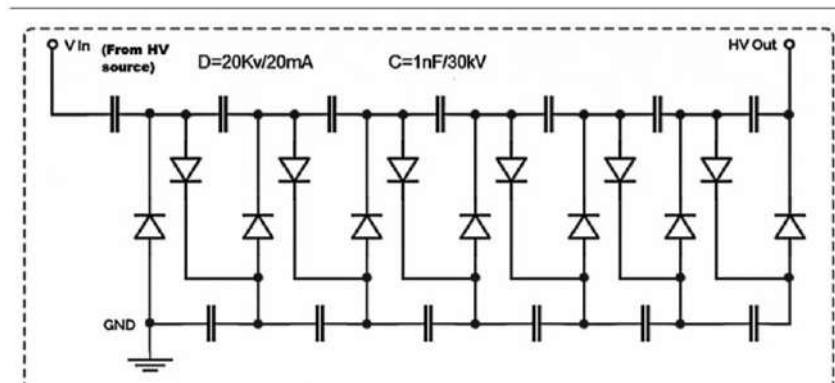 V In (From HV source)
D=20Kv/20mA
C=1nF/30kV
HV Out
GND